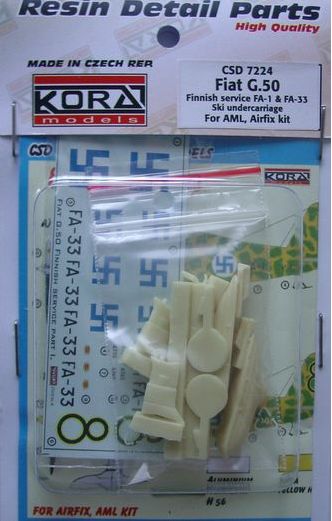 Resin Detail Parts
High Quality
MADE IN CZECH REP.
KORA
models
CSD 7224
Fiat G.50
Finnish service FA-1 & FA-33
Ski undercarriage
For AML, Airfix kit
CSD
KORA
FIAT G.50 FINNISH SERVICE PART I.
FA-33
FA-33
FA-33
FA-33
8
ALUMINIUM
H 56
FOR AIRFIX, AML KIT